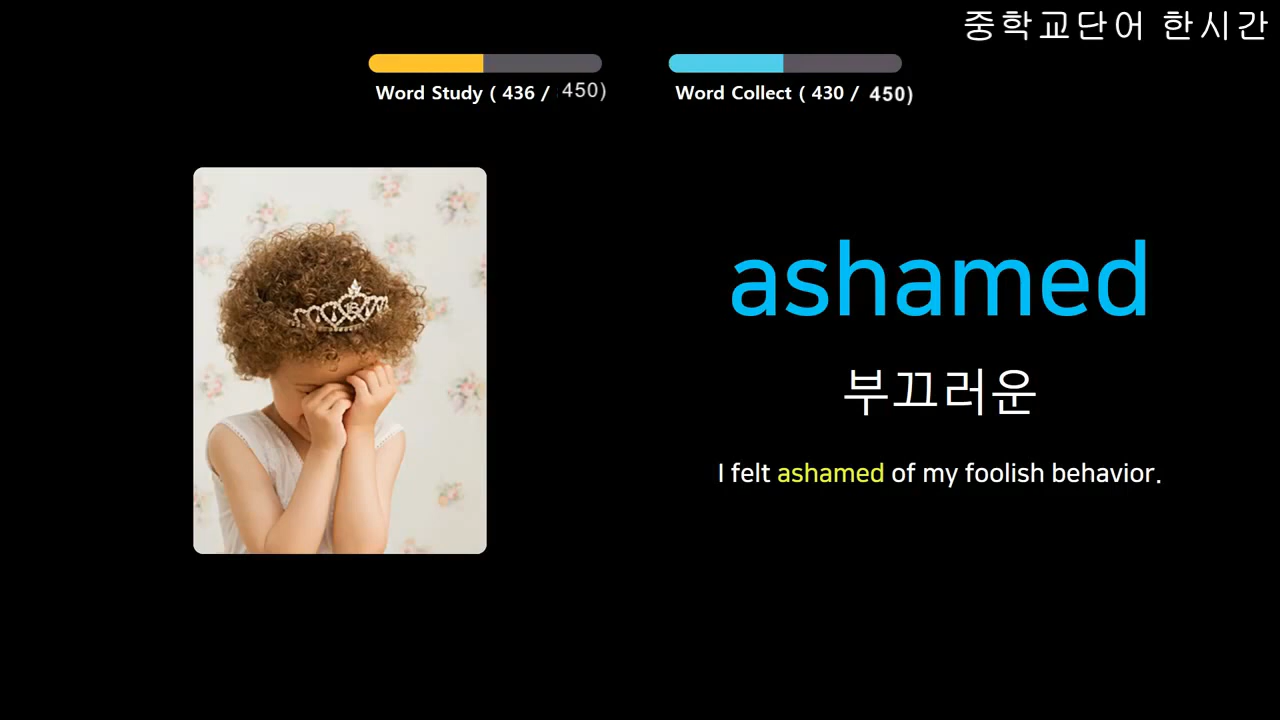 중학교단어 한시간
Word Study ( 436 / 450)
Word Collect ( 430 / 450)
ashamed
부끄러운
I felt ashamed of my foolish behavior.